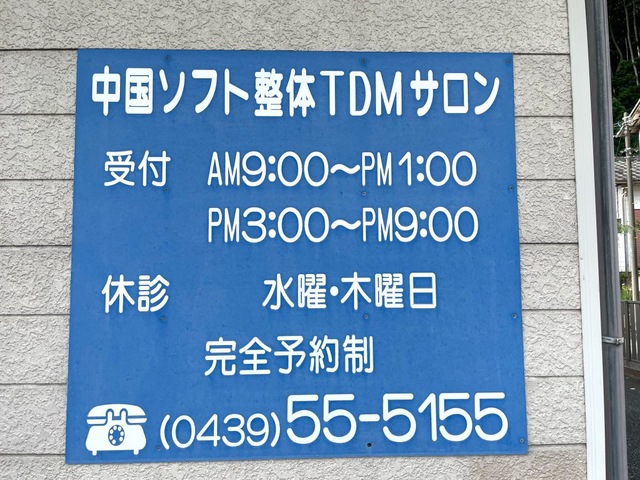 中国ソフト整体TDMサロン
受付 AM9:00～PM1:00
PM3:00～PM9:00
休診 水曜・木曜日
完全予約制
(0439)55-5155